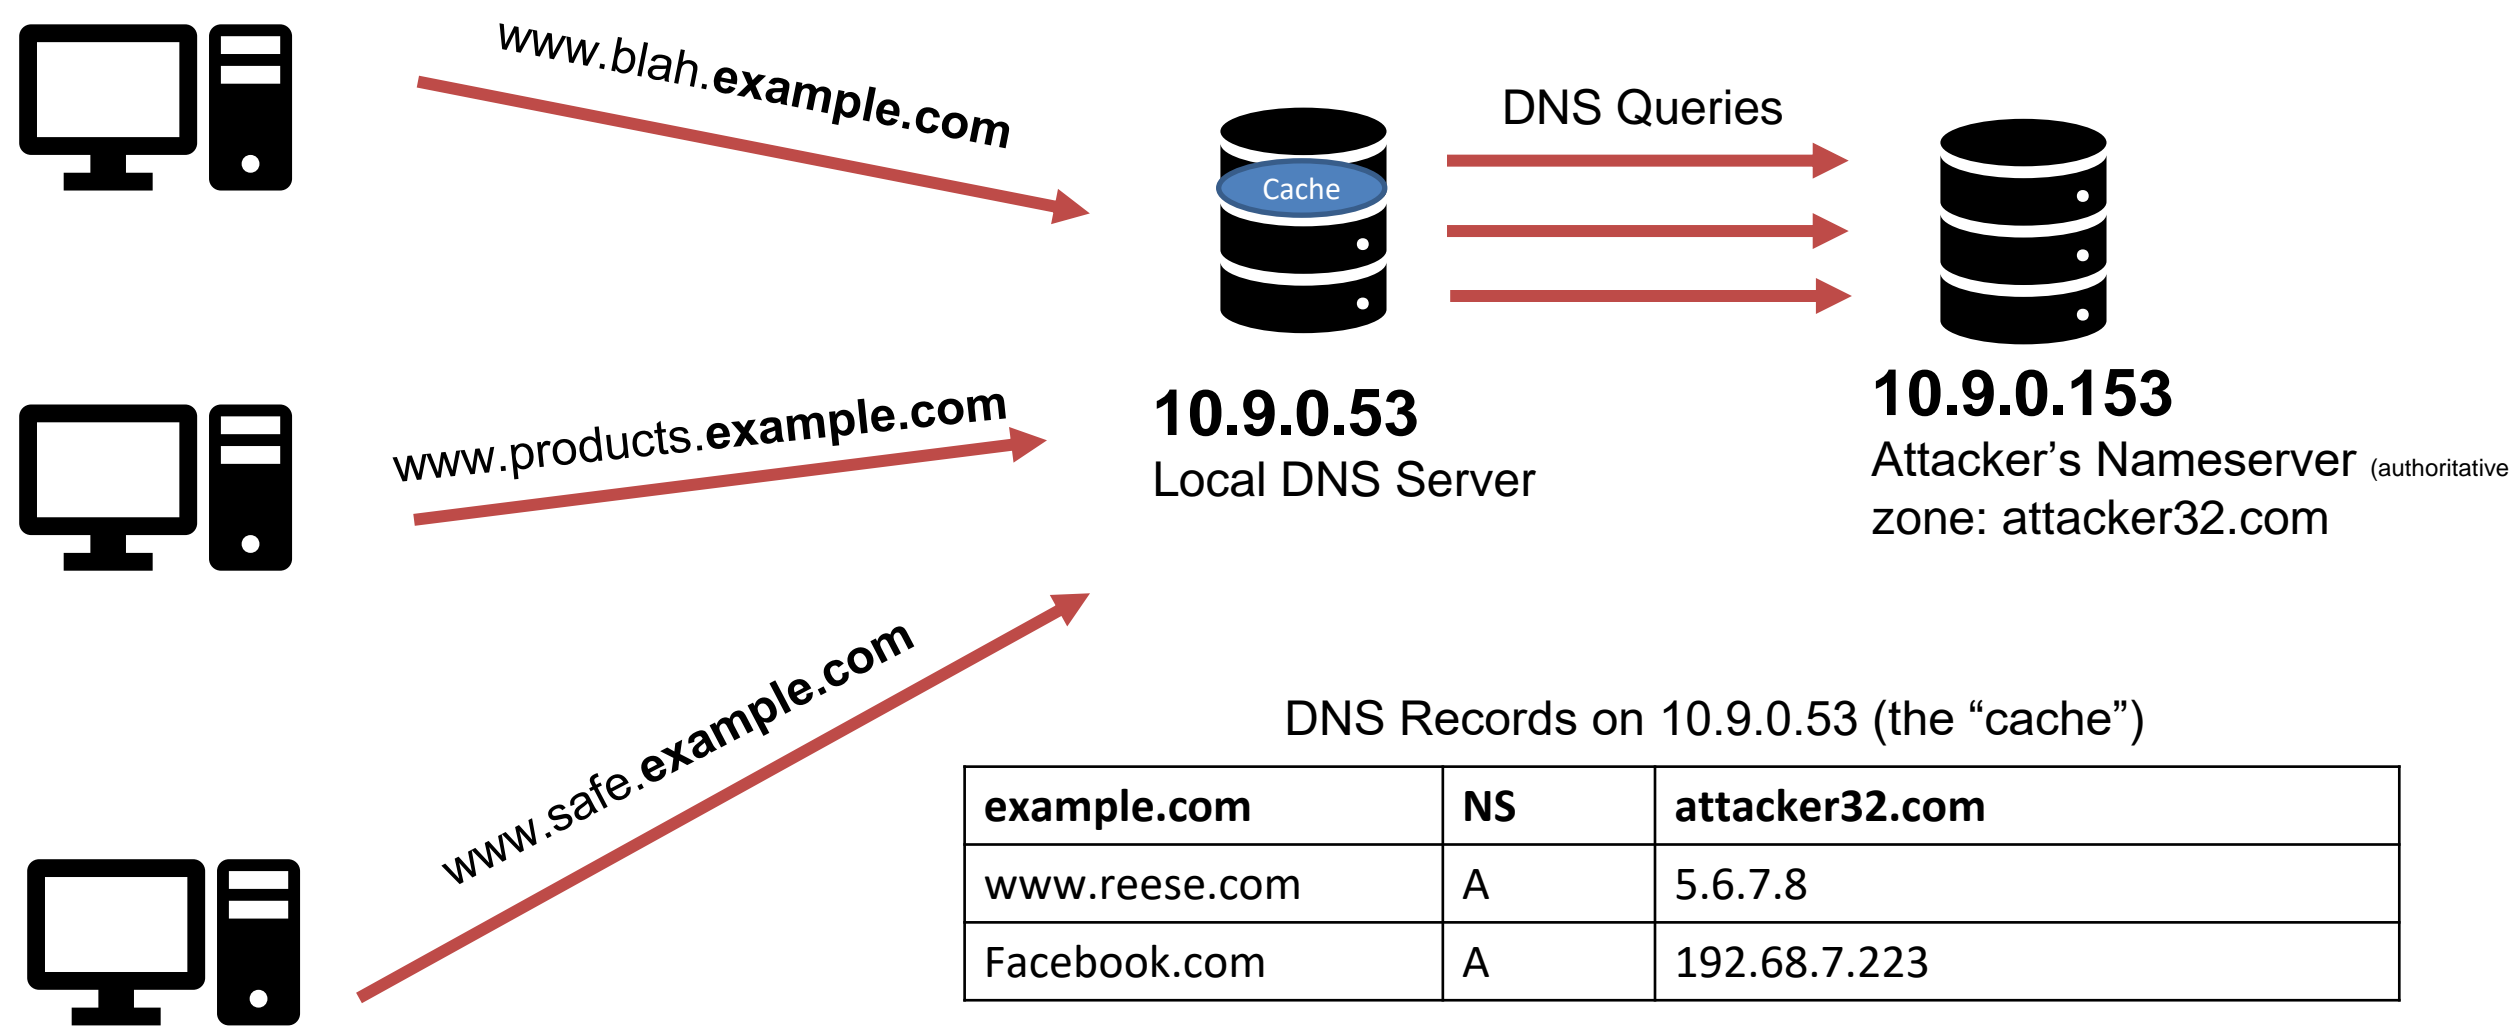 www.blah.example.com
DNS Queries
Cache
www.products.example.com
10.9.0.53
Local DNS Server
10.9.0.153
Attacker’s Nameserver (authoritative
zone: attacker32.com
www.safe.example.com
DNS Records on 10.9.0.53 (the “cache”)
example.com NS attacker32.com
www.reese.com A 5.6.7.8
Facebook.com A 192.68.7.223